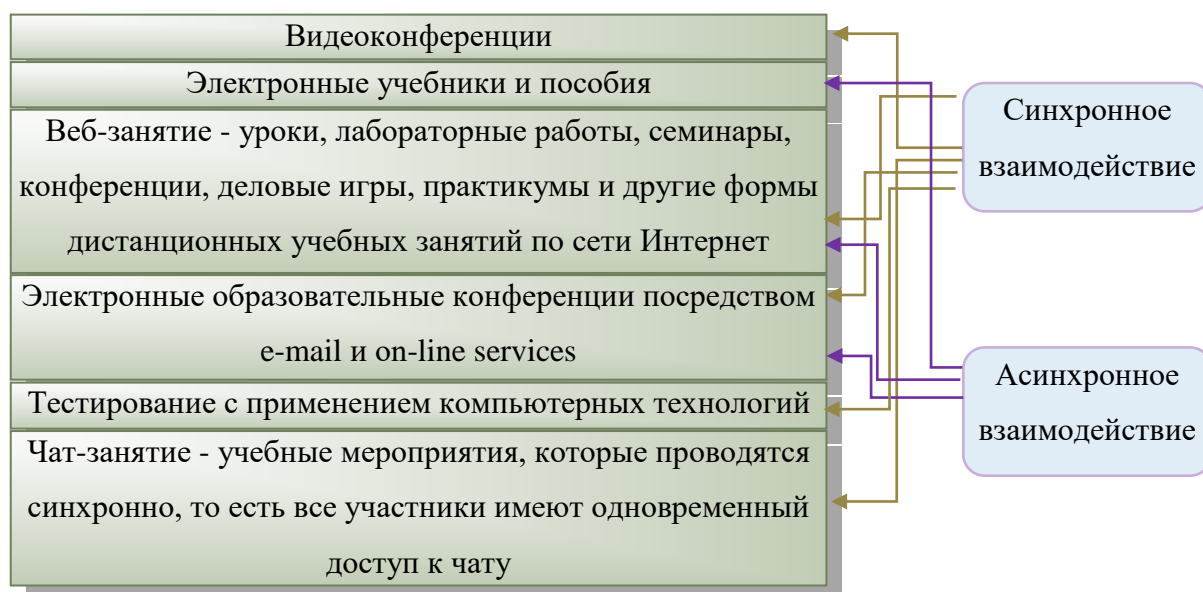 Видеоконференции
Электронные учебники и пособия
Веб-занятие - уроки, лабораторные работы, семинары,
конференции, деловые игры, практикумы и другие формы
дистанционных учебных занятий по сети Интернет
Электронные образовательные конференции посредством
e-mail и on-line services
Тестирование с применением компьютерных технологий
Чат-занятие - учебные мероприятия, которые проводятся
синхронно, то есть все участники имеют одновременный
доступ к чату
Синхронное
взаимодействие
Асинхронное
взаимодействие